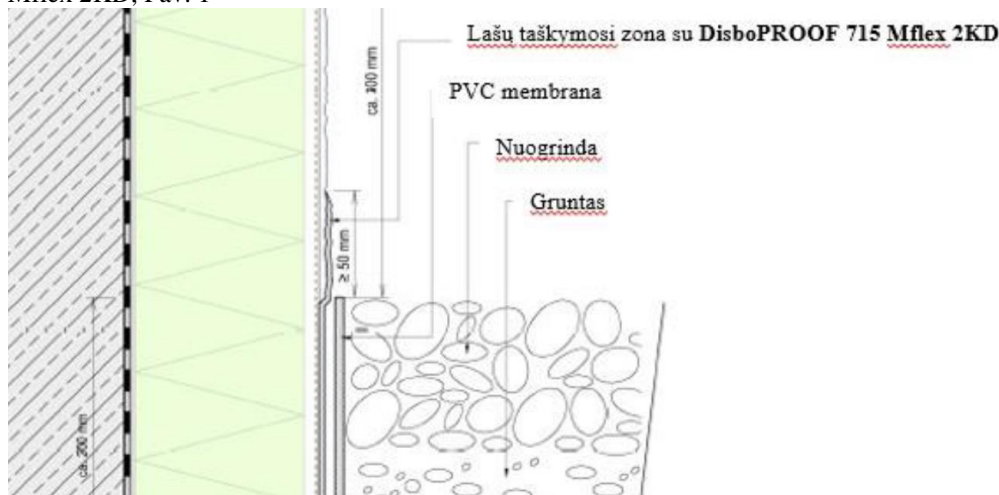 Mflex 2KD, Pav. 1
Lašų taškymosi zona su DisboPROOF 715 Mflex 2KD
ca. 300 mm
PVC membrana
Nuogrinda
Gruntas
≥ 50 mm
ca. 200 mm